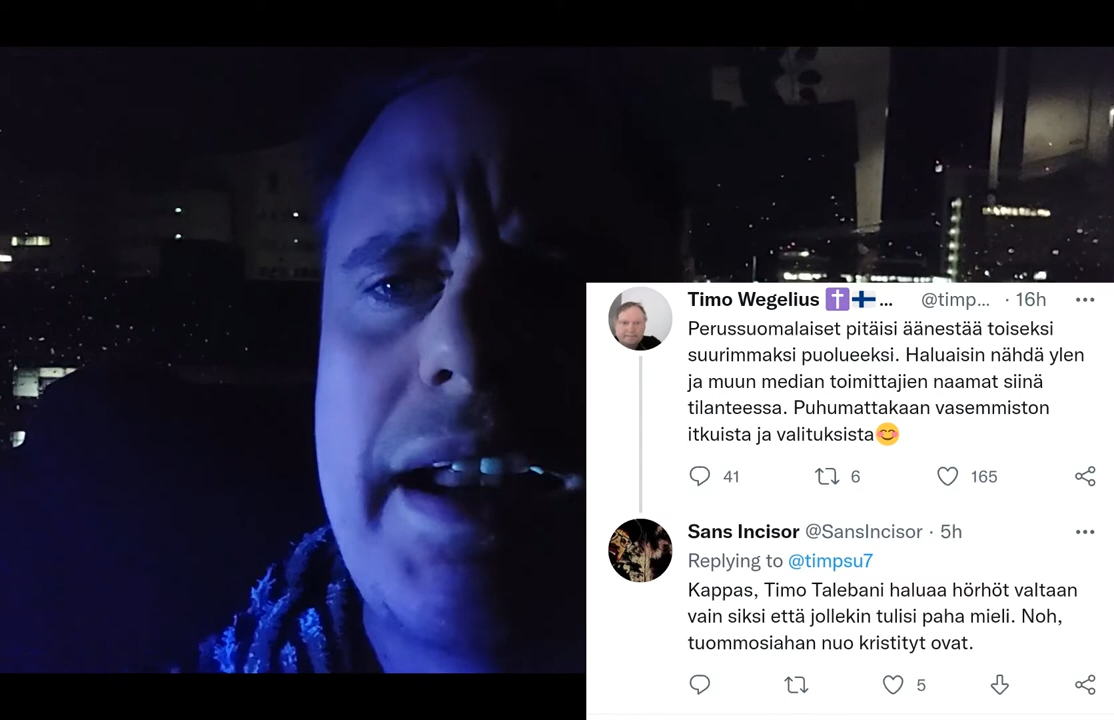 Timo Wegelius ✝️🇫🇮... @timp... · 16h
Perussuomalaiset pitäisi äänestää toiseksi
suurimmaksi puolueeksi. Haluaisin nähdä ylen
ja muun median toimittajien naamat siinä
tilanteessa. Puhumattakaan vasemmiston
itkuista ja valituksista😊
41 6 165
Sans Incisor @SansIncisor · 5h
Replying to @timpsu7
Kappas, Timo Talebani haluaa hörhöt valtaan
vain siksi että jollekin tulisi paha mieli. Noh,
tuommosiahan nuo kristityt ovat.
5